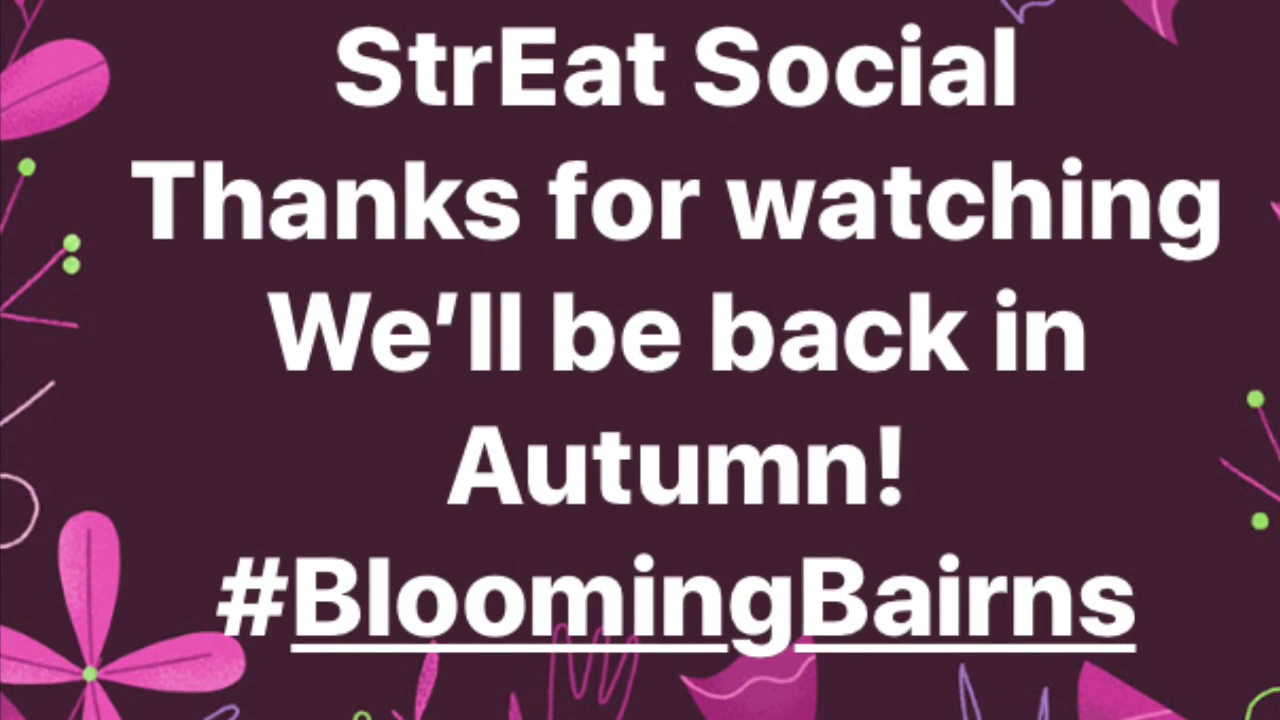 StrEat Social
Thanks for watching
We’ll be back in
Autumn!
#BloomingBairns